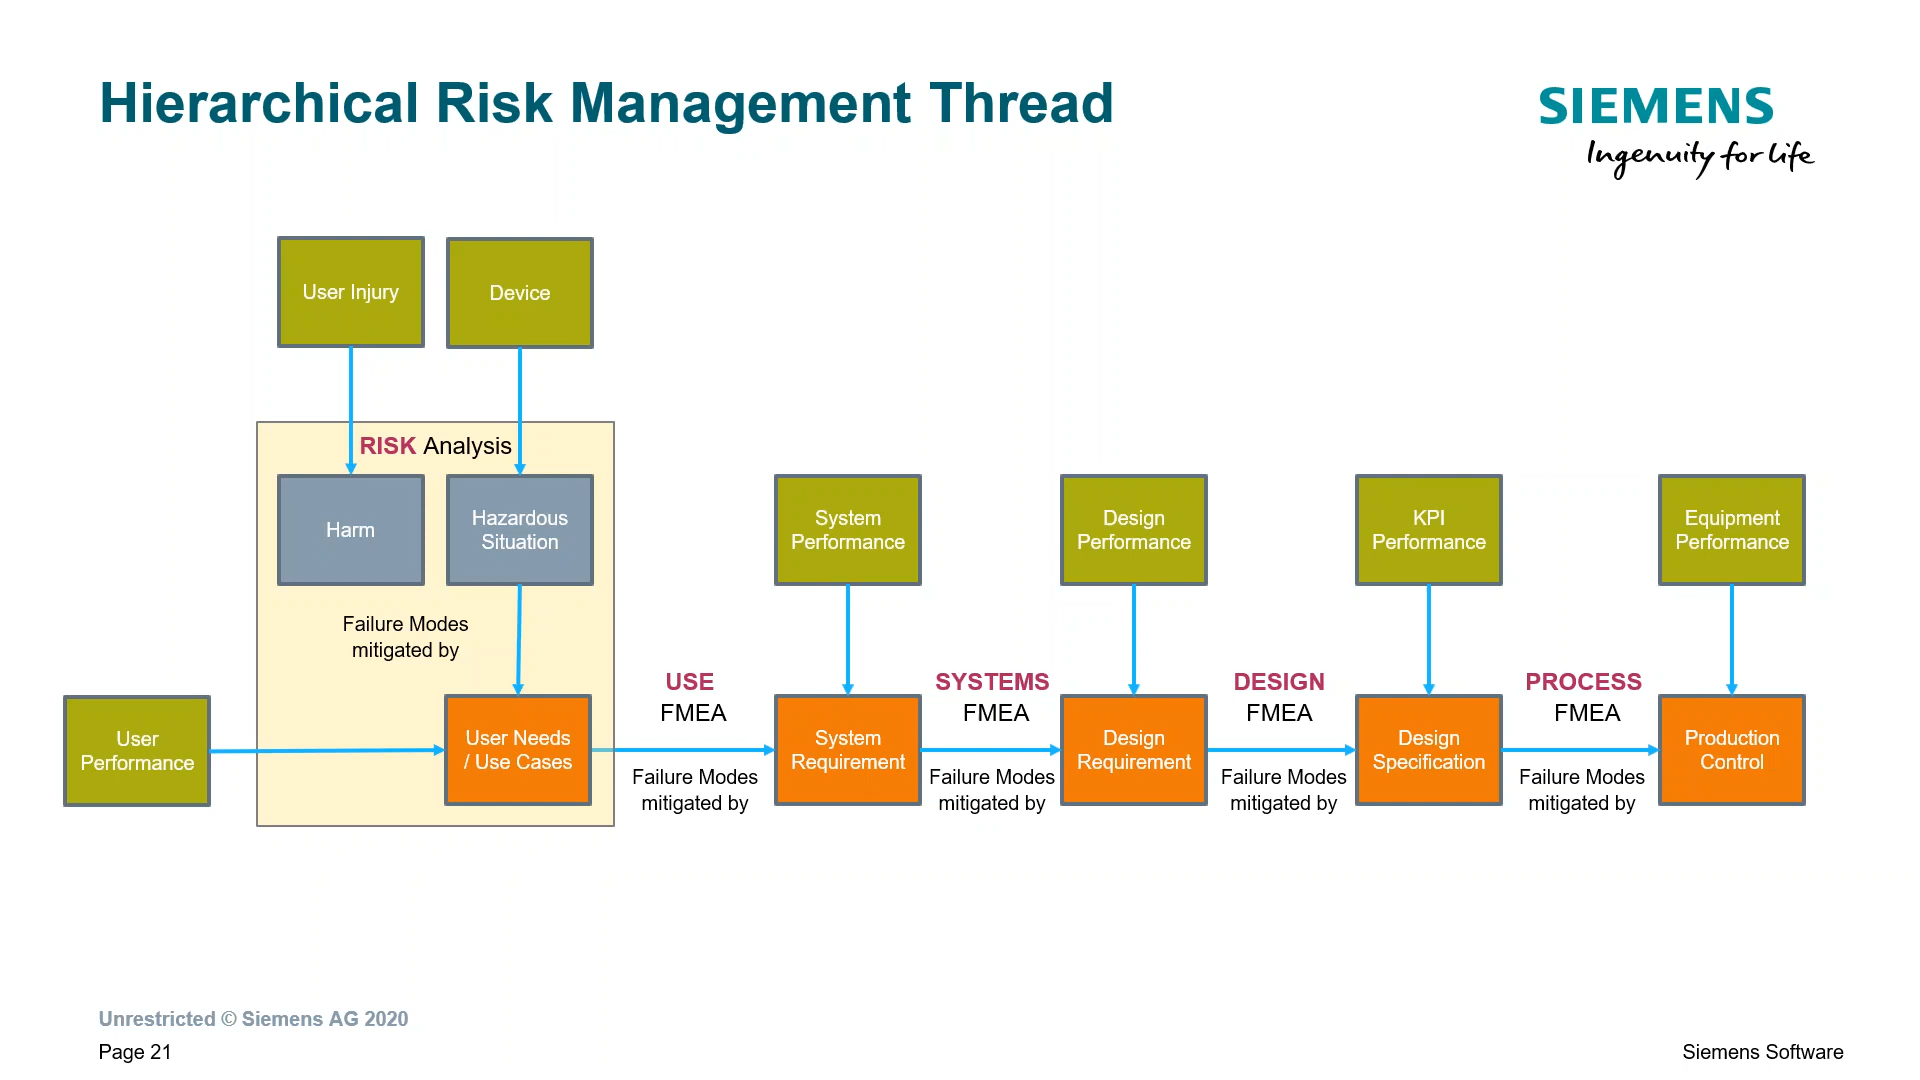 Hierarchical Risk Management Thread
SIEMENS
Ingenuity for life
User Injury
Device
RISK Analysis
Harm
Hazardous
Situation
System
Performance
Design
Performance
KPI
Performance
Equipment
Performance
Failure Modes
mitigated by
User
Performance
User Needs
/ Use Cases
USE
FMEA
Failure Modes
mitigated by
System
Requirement
SYSTEMS
FMEA
Failure Modes
mitigated by
Design
Requirement
DESIGN
FMEA
Failure Modes
mitigated by
Design
Specification
PROCESS
FMEA
Failure Modes
mitigated by
Production
Control
Unrestricted © Siemens AG 2020
Page 21
Siemens Software